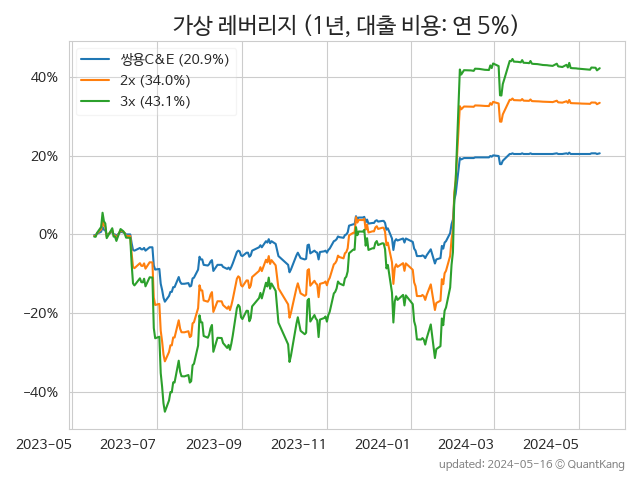 가상 레버리지 (1년, 대출 비용: 연 5%)
쌍용C&E (20.9%)
2x (34.0%)
3x (43.1%)
40%
20%
0%
−20%
−40%
2023-05
2023-07
2023-09
2023-11
2024-01
2024-03
2024-05
updated: 2024-05-16 © QuantKang